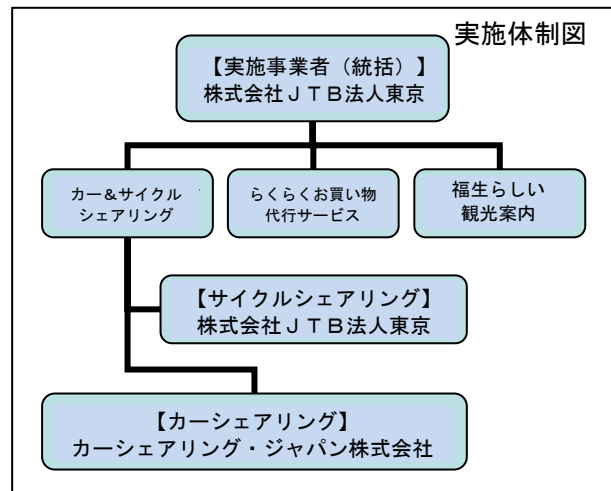 実施体制図
【実施事業者（統括）】
株式会社ＪＴＢ法人東京
カー&サイクル
シェアリング
らくらくお買い物
代行サービス
福生らしい
観光案内
【サイクルシェアリング】
株式会社ＪＴＢ法人東京
【カーシェアリング】
カーシェアリング・ジャパン株式会社